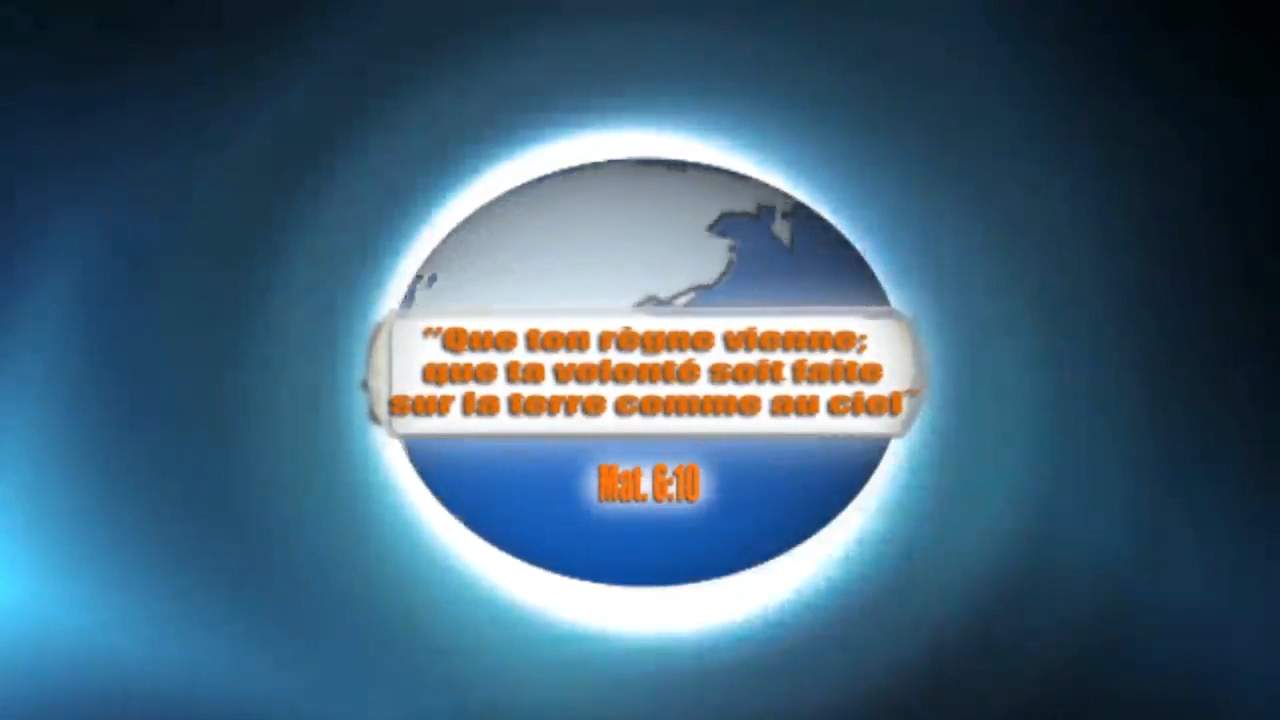 “Que ton règne vienne;
que ta volonté soit faite
sur la terre comme au ciel”
Mat. 6:10